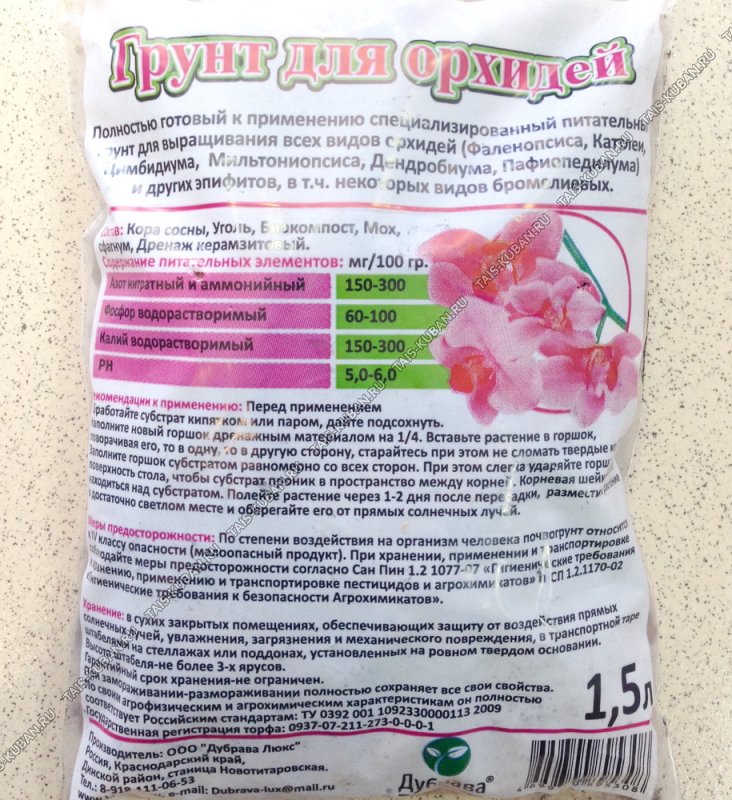 Грунт для орхидей
Полностью готовый к применению специализированный питательный
грунт для выращивания всех видов орхидей (Фаленопсиса, Катлеи,
Цимбидиума, Мильтониопсиса, Дендробиума, Пафиопедилума)
и других эпифитов, в т.ч. некоторых видов бромелиевых.
Кора сосны, Уголь, Биокомпост, Мох,
сфагнум, Дренаж керамзитовый.
Содержание питательных элементов: мг/100 гр.
Азот нитратный и аммонийный 150-300
Фосфор водорастворимый 60-100
Калий водорастворимый 150-300
РН 5,0-6,0
Рекомендации к применению: Перед применением
обработайте субстрат кипятком или паром, дайте подсохнуть.
Заполните новый горшок дренажным материалом на 1/4. Вставьте растение в горшок,
поворачивая его, то в одну, то в другую сторону, старайтесь при этом не сломать твердые
Заполните горшок субстратом равномерно со всех сторон. При этом слегка ударяйте
поверхность стола, чтобы субстрат проник в пространство между корней. Корневая
находиться над субстратом. Полейте растение через 1-2 дня после пересадки,
в достаточно светлом месте и оберегайте его от прямых солнечных лучей.
Меры предосторожности: По степени воздействия на организм человека почвогрунт относится
к IV классу опасности (малоопасный продукт). При хранении, применении и транспортировке
соблюдайте меры предосторожности согласно Сан Пин 1.2 1077-07 «Гигиенические требования
к хранению, применению и транспортировке пестицидов и агрохимикатов» и СП 1.2.1170-02
«Гигиенические требования к безопасности Агрохимикатов».
Хранение: в сухих закрытых помещениях, обеспечивающих защиту от воздействия прямых
солнечных лучей, увлажнения, загрязнения и механического повреждения, в транспортной таре
штабелями на стеллажах или поддонах, установленных на ровном твердом основании.
Высота штабеля-не более 3-х ярусов.
Гарантийный срок хранения-не ограничен.
При замораживании-размораживании полностью сохраняет все свои свойства.
По своим агрофизическим и агрохимическим характеристикам он полностью
соответствует Российским стандартам: ТУ 0392 001 1092330000113 2009
Государственная регистрация торфа: 0937-07-211-273-0-0-0-1
1,5л
Производитель: ООО "Дубрава Люкс"
Россия, Краснодарский край,
Динской район, станица Новотитаровская.
Тел.: 8-918-111-06-53
e-mail: Dubrava-lux@mail.ru
Дубрава®
TAIS-KUBAN.RU